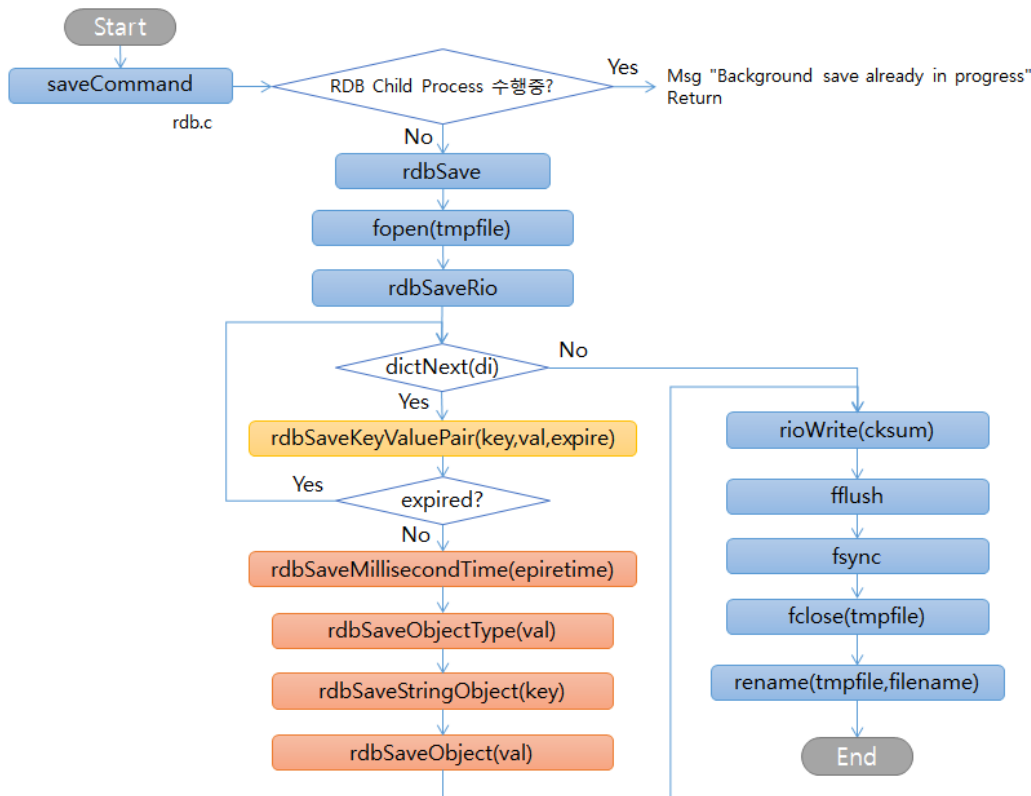 Start
saveCommand
rdb.c
RDB Child Process 수행중?
Yes
Msg "Background save already in progress"
Return
No
rdbSave
fopen(tmpfile)
rdbSaveRio
dictNext(di)
No
Yes
rdbSaveKeyValuePair(key,val,expire)
Yes
expired?
No
rdbSaveMillisecondTime(epiretime)
rdbSaveObjectType(val)
rdbSaveStringObject(key)
rdbSaveObject(val)
rioWrite(cksum)
fflush
fsync
fclose(tmpfile)
rename(tmpfile,filename)
End